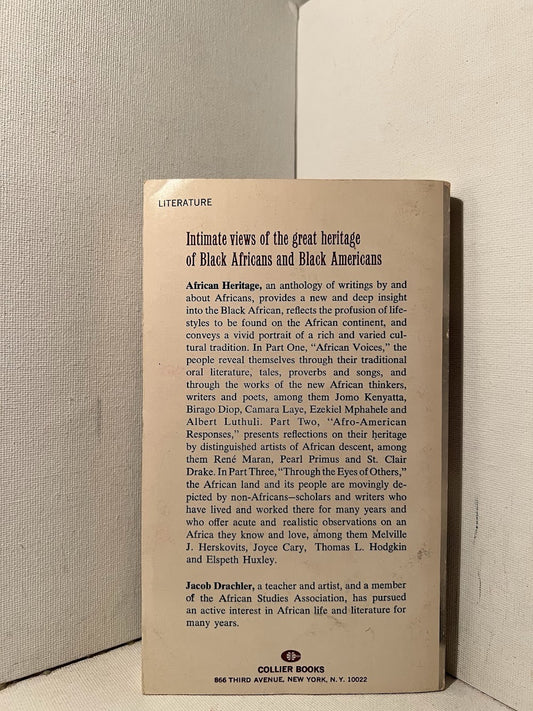 LITERATURE
Intimate views of the great heritage
of Black Africans and Black Americans
African Heritage, an anthology of writings by and
about Africans, provides a new and deep insight
into the Black African, reflects the profusion of life-
styles to be found on the African continent, and
conveys a vivid portrait of a rich and varied cul-
tural tradition. In Part One, “African Voices,” the
people reveal themselves through their traditional
oral literature, tales, proverbs and songs, and
through the works of the new African thinkers,
writers and poets, among them Jomo Kenyatta,
Birago Diop, Camara Laye, Ezekiel Mphahele and
Albert Luthuli. Part Two, “Afro-American
Responses,” presents reflections on their heritage
by distinguished artists of African descent, among
them René Maran, Pearl Primus and St. Clair
Drake. In Part Three, “Through the Eyes of Others,”
the African land and its people are movingly de-
picted by non-Africans—scholars and writers who
have lived and worked there for many years and
who offer acute and realistic observations on an
Africa they know and love, among them Melville
J. Herskovits, Joyce Cary, Thomas L. Hodgkin
and Elspeth Huxley.
Jacob Drachler, a teacher and artist, and a member
of the African Studies Association, has pursued
an active interest in African life and literature for
many years.
COLLIER BOOKS
866 THIRD AVENUE, NEW YORK, N.Y. 10022